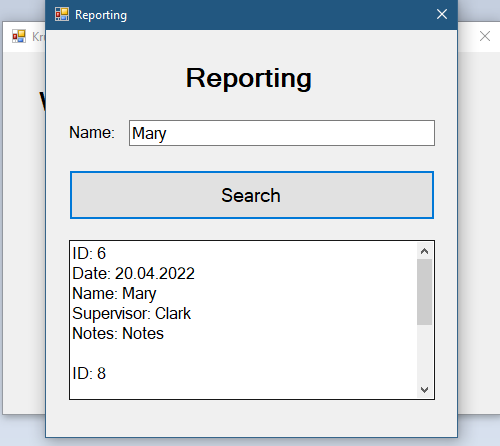 Reporting
Kr
Reporting
Name: Mary
Search
ID: 6
Date: 20.04.2022
Name: Mary
Supervisor: Clark
Notes: Notes
ID: 8